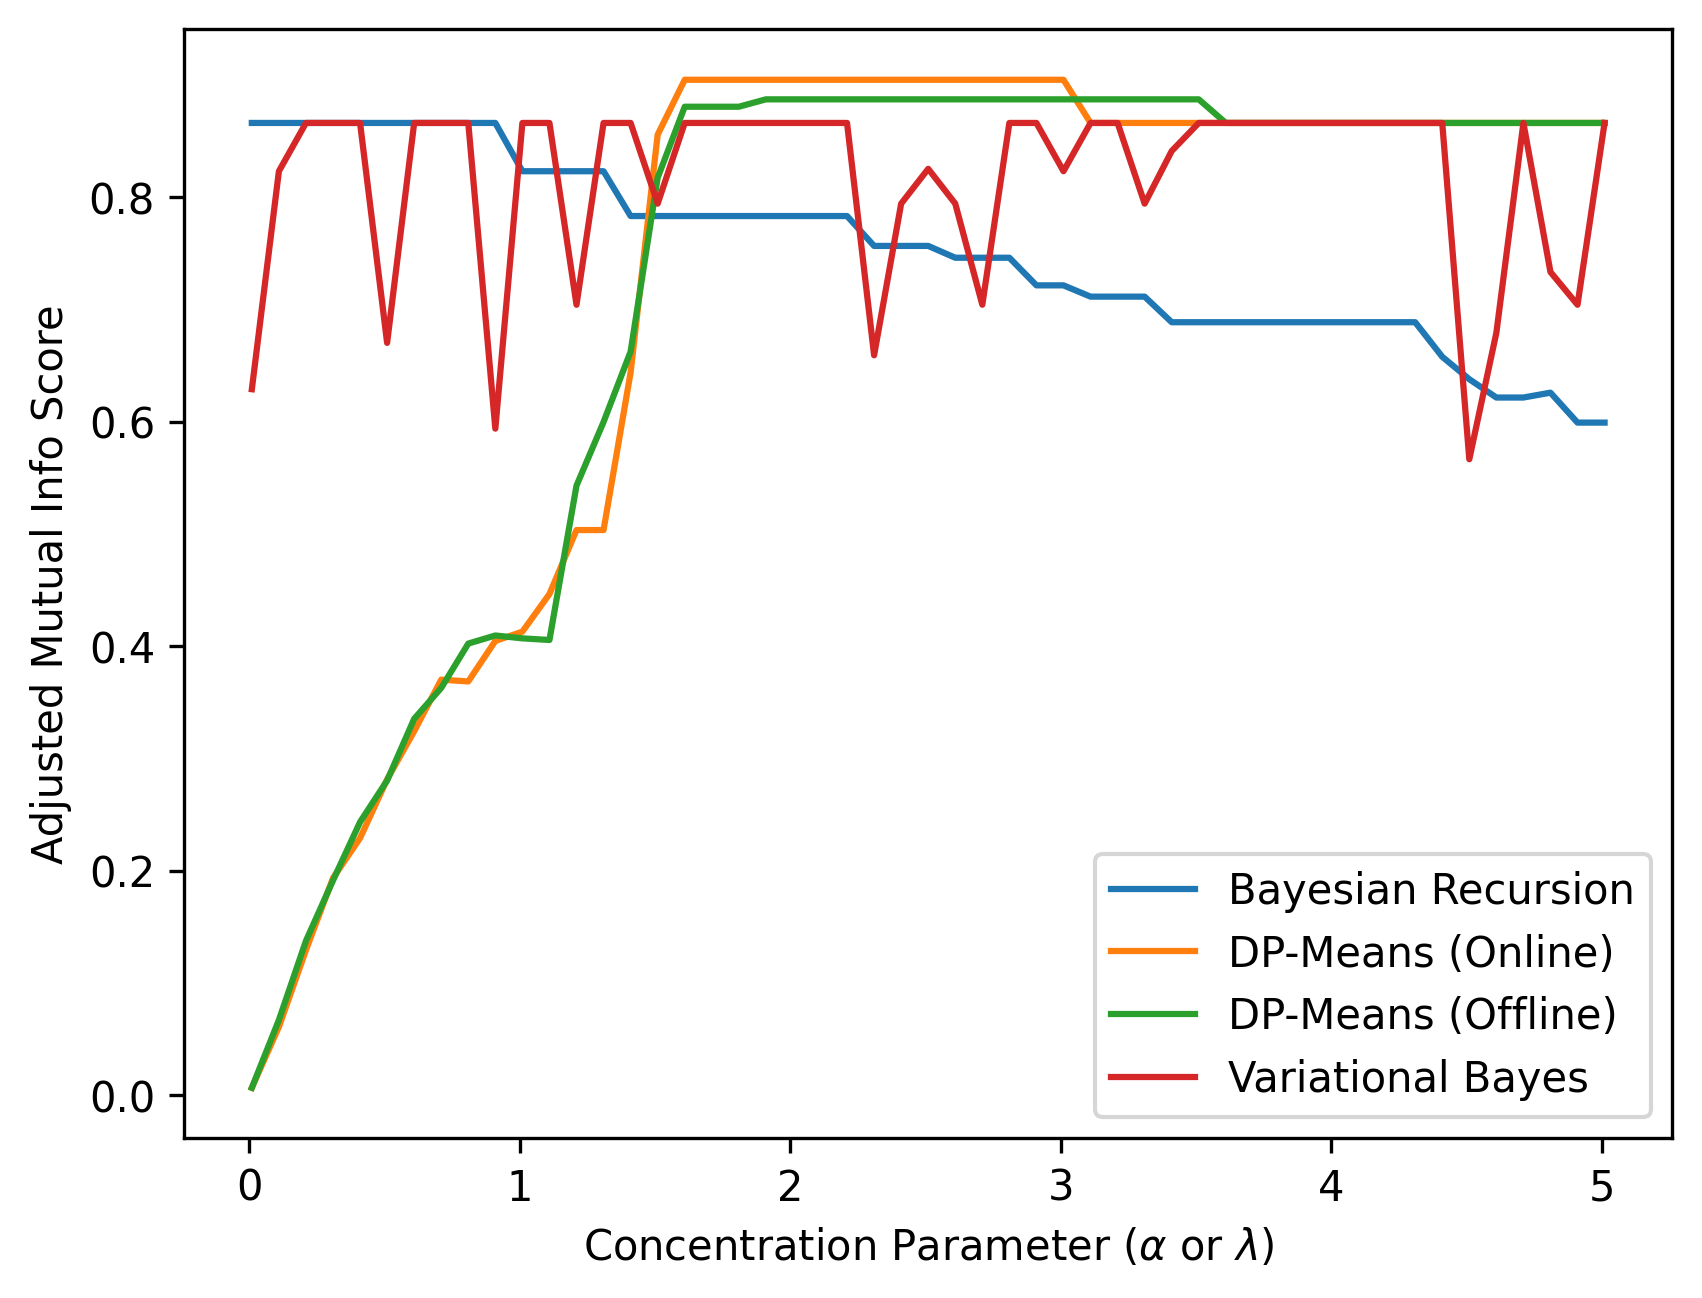 Adjusted Mutual Info Score
0.8
0.6
0.4
0.2
0.0
0 1 2 3 4 5
Concentration Parameter (α or λ)
Bayesian Recursion
DP-Means (Online)
DP-Means (Offline)
Variational Bayes